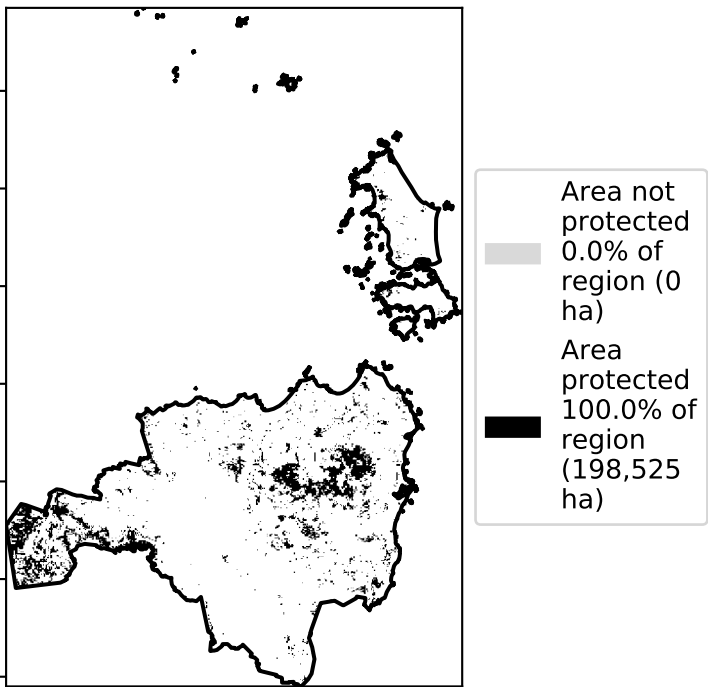 Area not
protected
0.0% of
region (0
ha)
Area
protected
100.0% of
region
(198,525
ha)